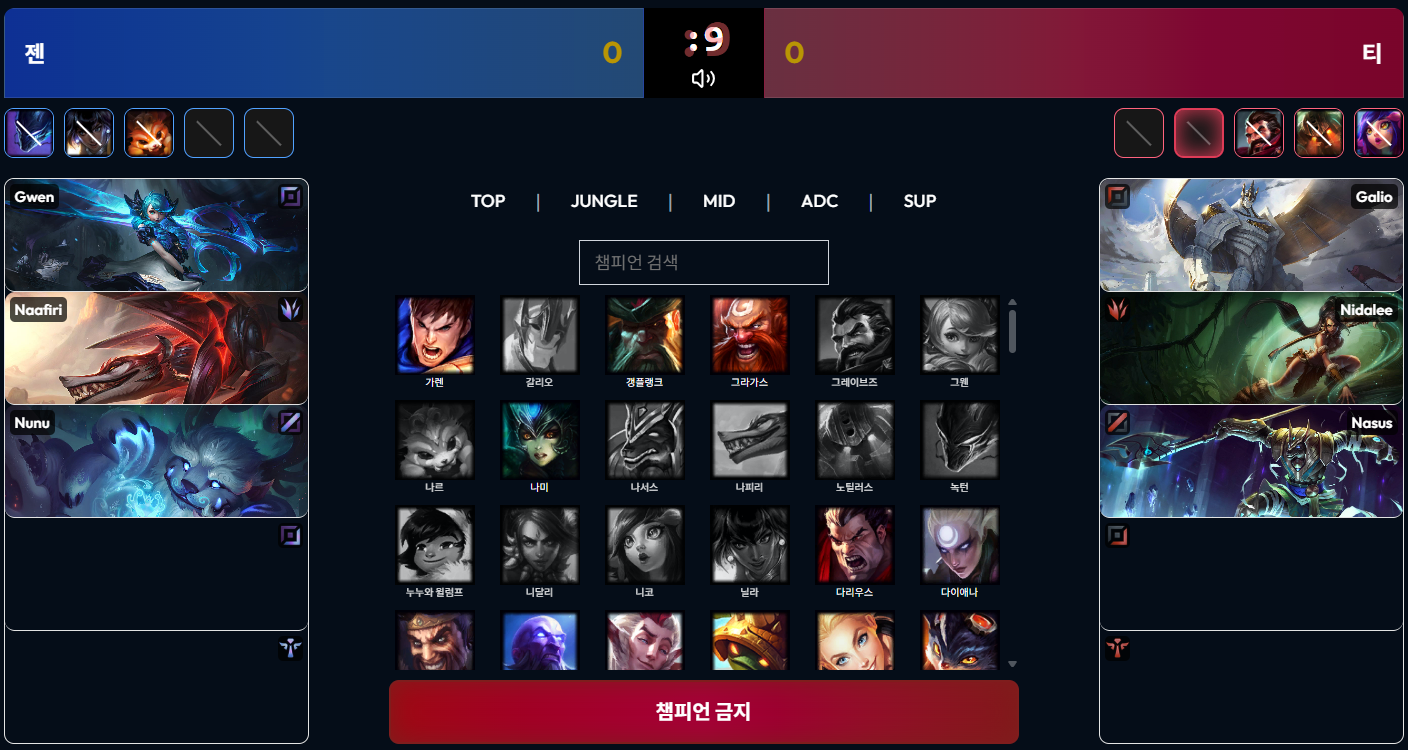 젠
0
:9
0
티
Gwen
Naafiri
Nunu
TOP | JUNGLE | MID | ADC | SUP
챔피언 검색
가렌 갈리오 갱플랭크 그라가스 그레이브즈 그웬
나르 나미 나서스 나피리 노틸러스 녹턴
누누와 윌럼프 니달리 니코 닐라 다리우스 다이애나
챔피언 금지
Galio
Nidalee
Nasus